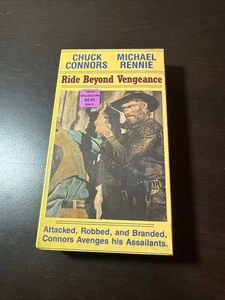 CHUCK MICHAEL
CONNORS RENNIE
Ride Beyond Vengeance
Attacked, Robbed, and Branded,
Connors Avenges his Assailants.